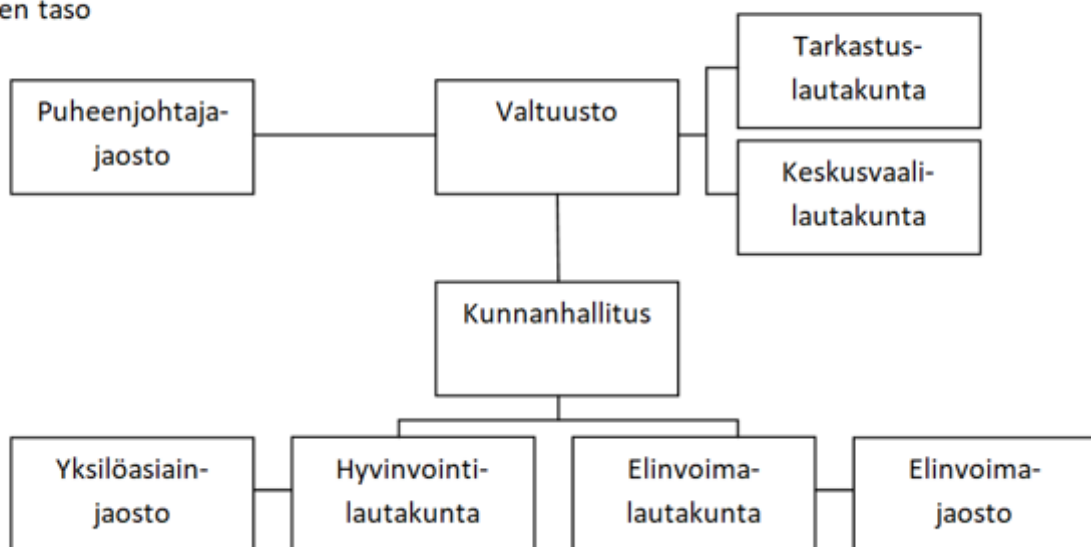 en taso
Puheenjohtaja-
jaosto
Valtuusto
Tarkastus-
lautakunta
Keskusvaali-
lautakunta
Kunnanhallitus
Yksilöasiain-
jaosto
Hyvinvointi-
lautakunta
Elinvoima-
lautakunta
Elinvoima-
jaosto